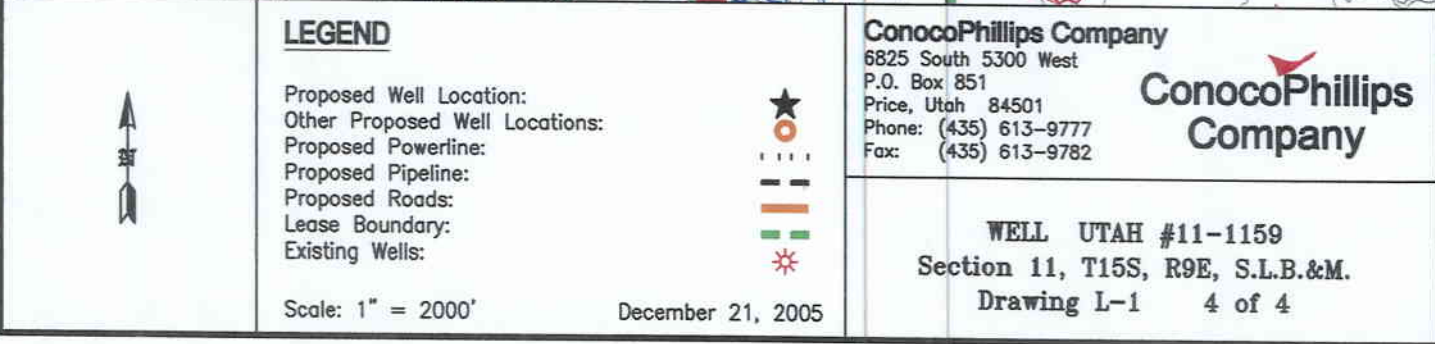 LEGEND
Proposed Well Location:
Other Proposed Well Locations:
Proposed Powerline:
Proposed Pipeline:
Proposed Roads:
Lease Boundary:
Existing Wells:
Scale: 1" = 2000' December 21, 2005
ConocoPhillips Company
6825 South 5300 West
P.O. Box 851
Price, Utah 84501
Phone: (435) 613-9777
Fax: (435) 613-9782
ConocoPhillips
Company
WELL UTAH #11-1159
Section 11, T15S, R9E, S.L.B.&M.
Drawing L-1 4 of 4